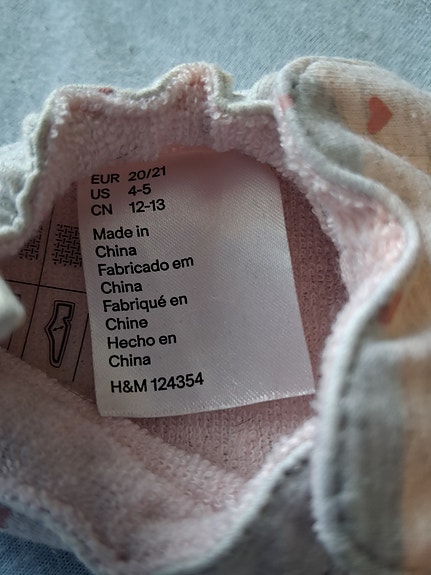 EUR 20/21
US 4-5
CN 12-13
Made in
China
Fabricado em
China
Fabriqué en
Chine
Hecho en
China
H&M 124354